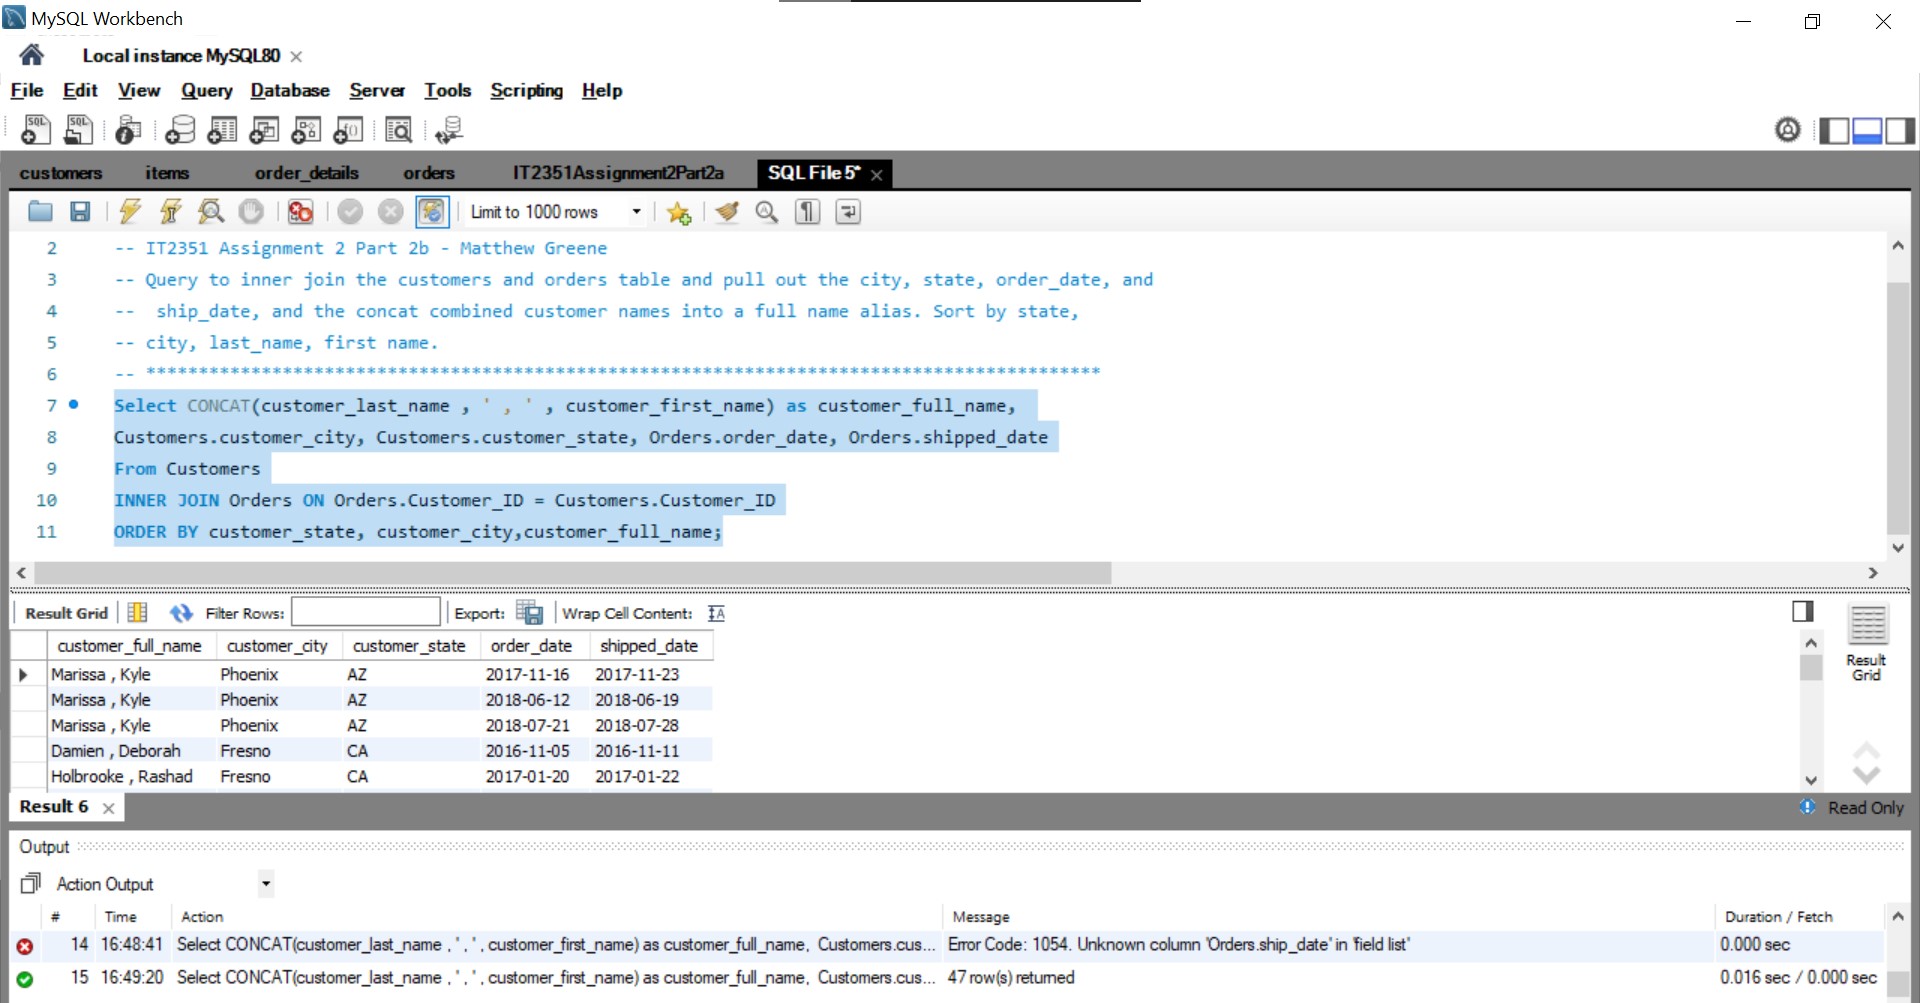 MySQL Workbench
Local instance MySQL80
File Edit View Query Database Server Tools Scripting Help
customers items order_details orders IT2351Assignment2Part2a SQL File 5*
Limit to 1000 rows
2 -- IT2351 Assignment 2 Part 2b - Matthew Greene
3 -- Query to inner join the customers and orders table and pull out the city, state, order_date, and
4 -- ship_date, and the concat combined customer names into a full name alias. Sort by state,
5 -- city, last_name, first name.
6 -- *******************************************************************************************
7 Select CONCAT(customer_last_name , ' , ' , customer_first_name) as customer_full_name,
8 Customers.customer_city, Customers.customer_state, Orders.order_date, Orders.shipped_date
9 From Customers
10 INNER JOIN Orders ON Orders.Customer_ID = Customers.Customer_ID
11 ORDER BY customer_state, customer_city,customer_full_name;
Result Grid Filter Rows: Export: Wrap Cell Content:
customer_full_name customer_city customer_state order_date shipped_date
Marissa , Kyle Phoenix AZ 2017-11-16 2017-11-23
Marissa , Kyle Phoenix AZ 2018-06-12 2018-06-19
Marissa , Kyle Phoenix AZ 2018-07-21 2018-07-28
Damien , Deborah Fresno CA 2016-11-05 2016-11-11
Holbrooke , Rashad Fresno CA 2017-01-20 2017-01-22
Result
Grid
Result 6
Read Only
Output
Action Output
# Time Action Message Duration / Fetch
14 16:48:41 Select CONCAT(customer_last_name , ' , ' , customer_first_name) as customer_full_name, Customers.cus... Error Code: 1054. Unknown column 'Orders.ship_date' in 'field list' 0.000 sec
15 16:49:20 Select CONCAT(customer_last_name , ' , ' , customer_first_name) as customer_full_name, Customers.cus... 47 row(s) returned 0.016 sec / 0.000 sec